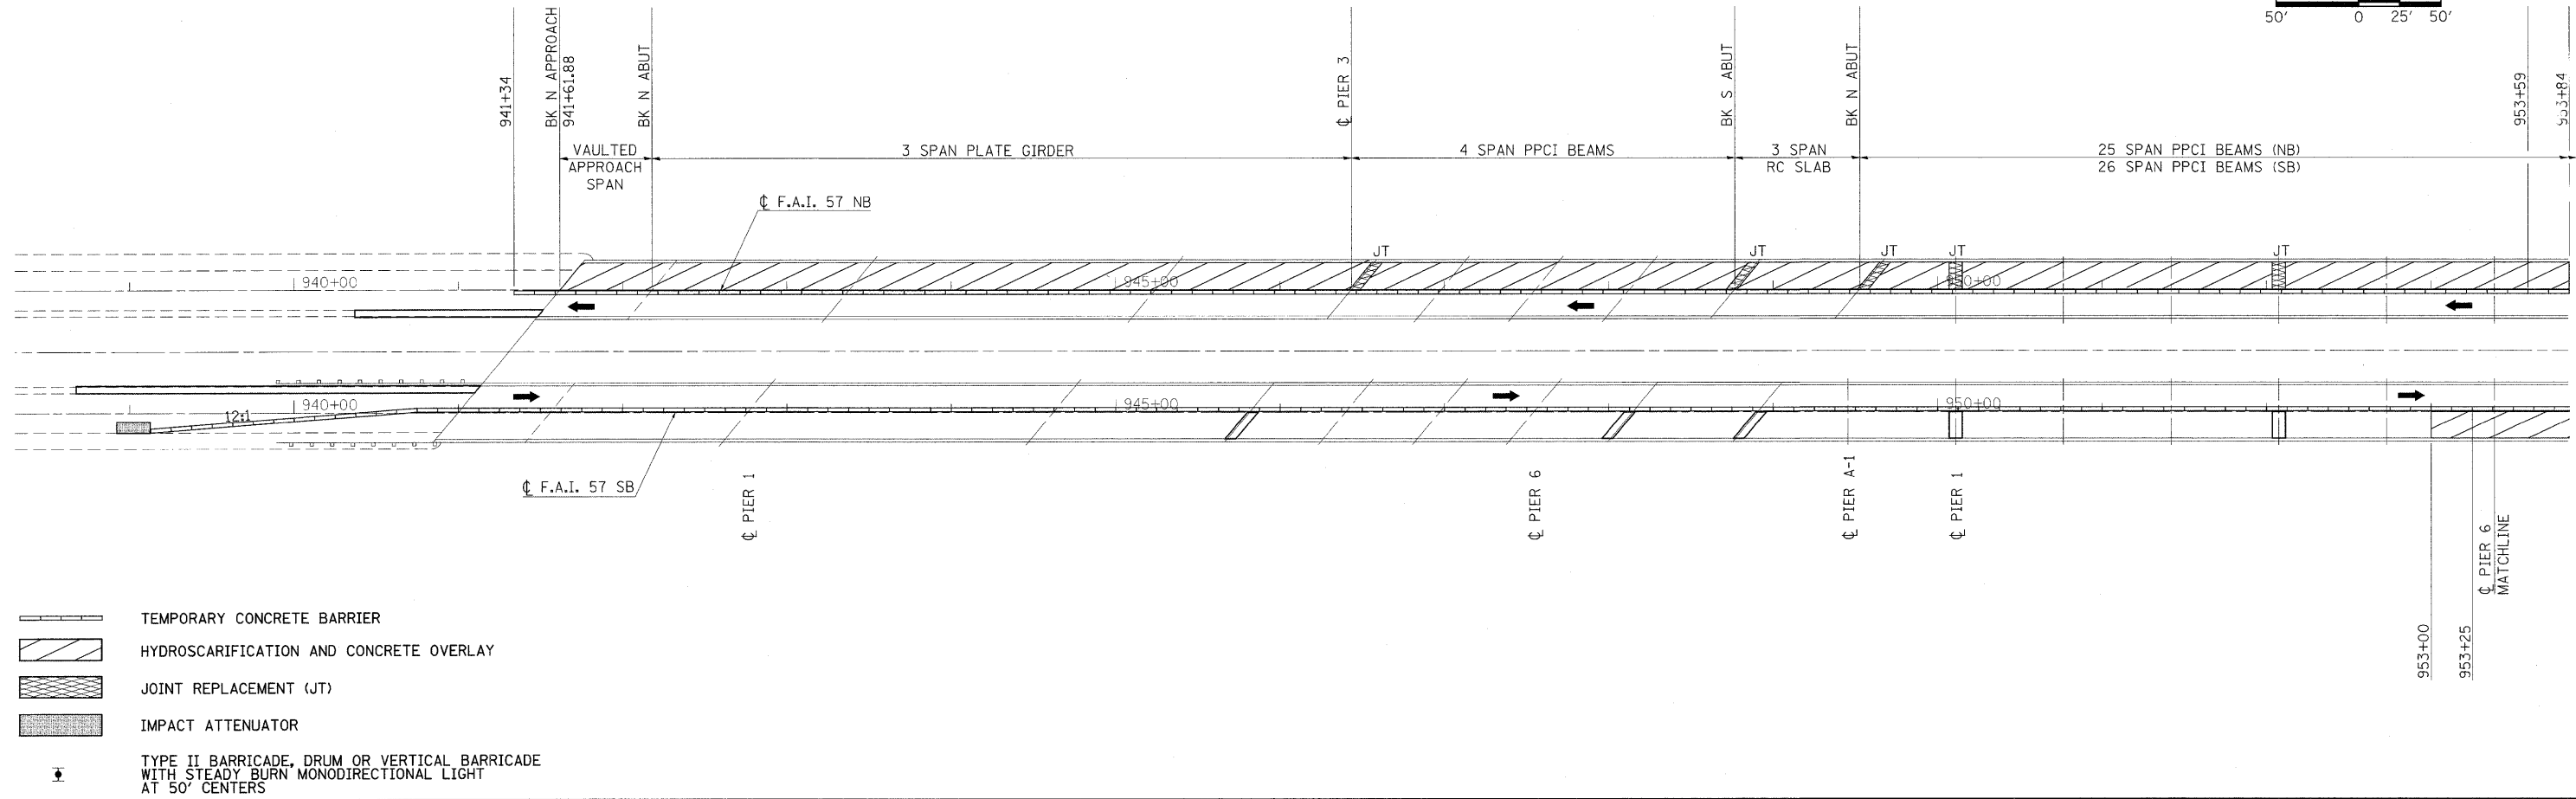 50' 0 25' 50'
941+34
BK N APPROACH
941+61.88
BK N ABUT
℄ PIER 3
BK S ABUT
BK N ABUT
953+59
953+84
VAULTED
APPROACH
SPAN
3 SPAN PLATE GIRDER
4 SPAN PPCI BEAMS
3 SPAN
RC SLAB
25 SPAN PPCI BEAMS (NB)
26 SPAN PPCI BEAMS (SB)
℄ F.A.I. 57 NB
JT
JT
JT
JT
JT
940+00
945+00
950+00
12:1
940+00
945+00
950+00
℄ F.A.I. 57 SB
℄ PIER 1
℄ PIER 6
℄ PIER A-1
℄ PIER 1
℄ PIER 6
MATCHLINE
953+00
953+25
TEMPORARY CONCRETE BARRIER
HYDROSCARIFICATION AND CONCRETE OVERLAY
JOINT REPLACEMENT (JT)
IMPACT ATTENUATOR
TYPE II BARRICADE, DRUM OR VERTICAL BARRICADE
WITH STEADY BURN MONODIRECTIONAL LIGHT
AT 50' CENTERS